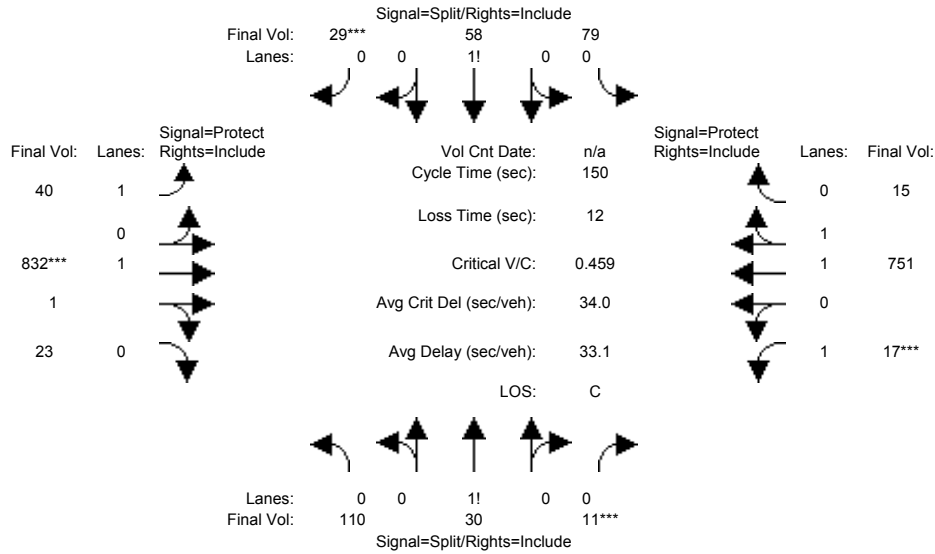 Signal=Split/Rights=Include
Final Vol: 29*** 58 79
Lanes: 0 0 1! 0 0
Signal=Protect Signal=Protect
Final Vol: Lanes: Rights=Include Vol Cnt Date: n/a Rights=Include Lanes: Final Vol:
Cycle Time (sec): 150
40 1 0 15
Loss Time (sec): 12
0 1
832*** 1 Critical V/C: 0.459 1 751
1 Avg Crit Del (sec/veh): 34.0 0
23 0 Avg Delay (sec/veh): 33.1 1 17***
LOS: C
Lanes: 0 0 1! 0 0
Final Vol: 110 30 11***
Signal=Split/Rights=Include